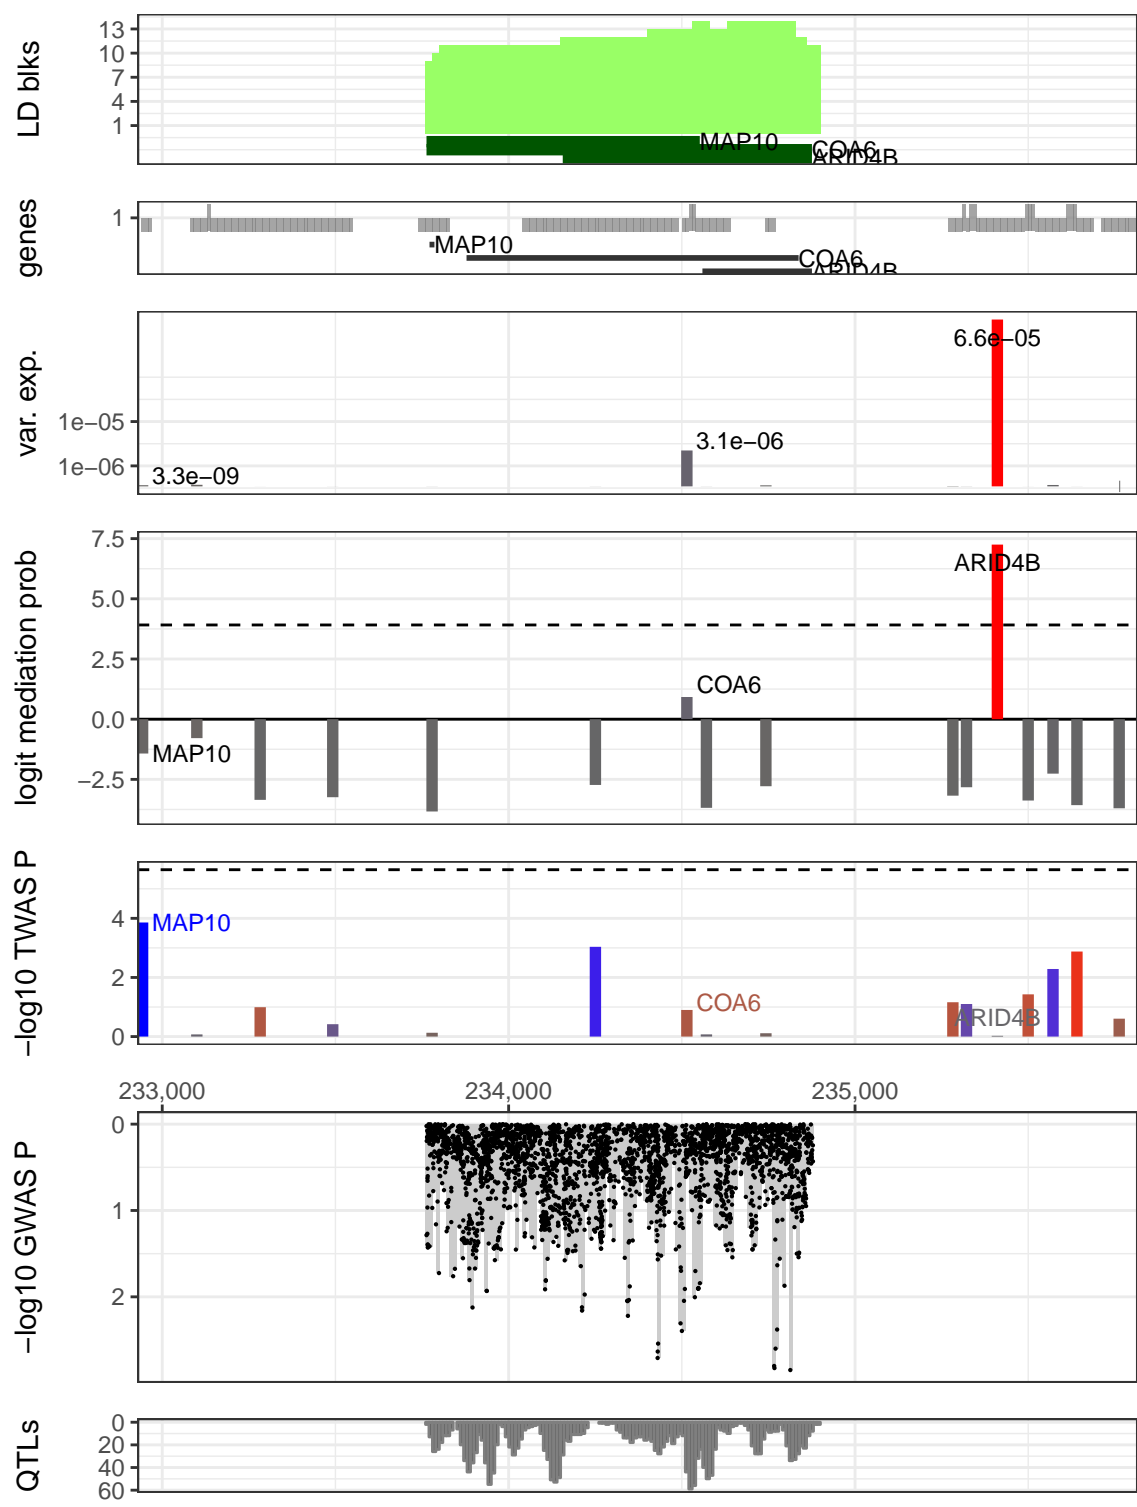 LD blks
13
10
7
4
1
MAP10
COA6
ARID4B
genes
1
MAP10
COA6
ARID4B
var. exp.
1e−05
1e−06
3.3e−09
3.1e−06
6.6e−05
logit mediation prob
7.5
5.0
2.5
0.0
−2.5
MAP10
COA6
ARID4B
−log10 TWAS P
4
2
0
MAP10
COA6
ARID4B
233,000
234,000
235,000
−log10 GWAS P
0
1
2
QTLs
0
20
40
60